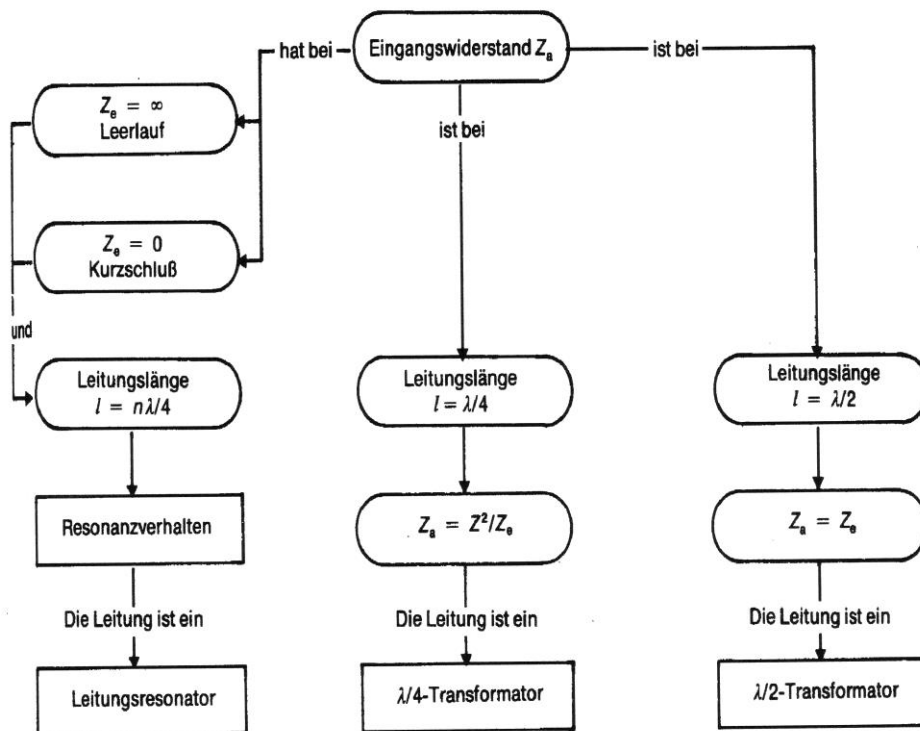 hat bei
Eingangswiderstand Zₐ
ist bei
Zₑ = ∞
Leerlauf
ist bei
Zₑ = 0
Kurzschluß
und
Leitungslänge
l = nλ/4
Leitungslänge
l = λ/4
Leitungslänge
l = λ/2
Resonanzverhalten
Zₐ = Z²/Zₑ
Zₐ = Zₑ
Die Leitung ist ein
Die Leitung ist ein
Die Leitung ist ein
Leitungsresonator
λ/4-Transformator
λ/2-Transformator